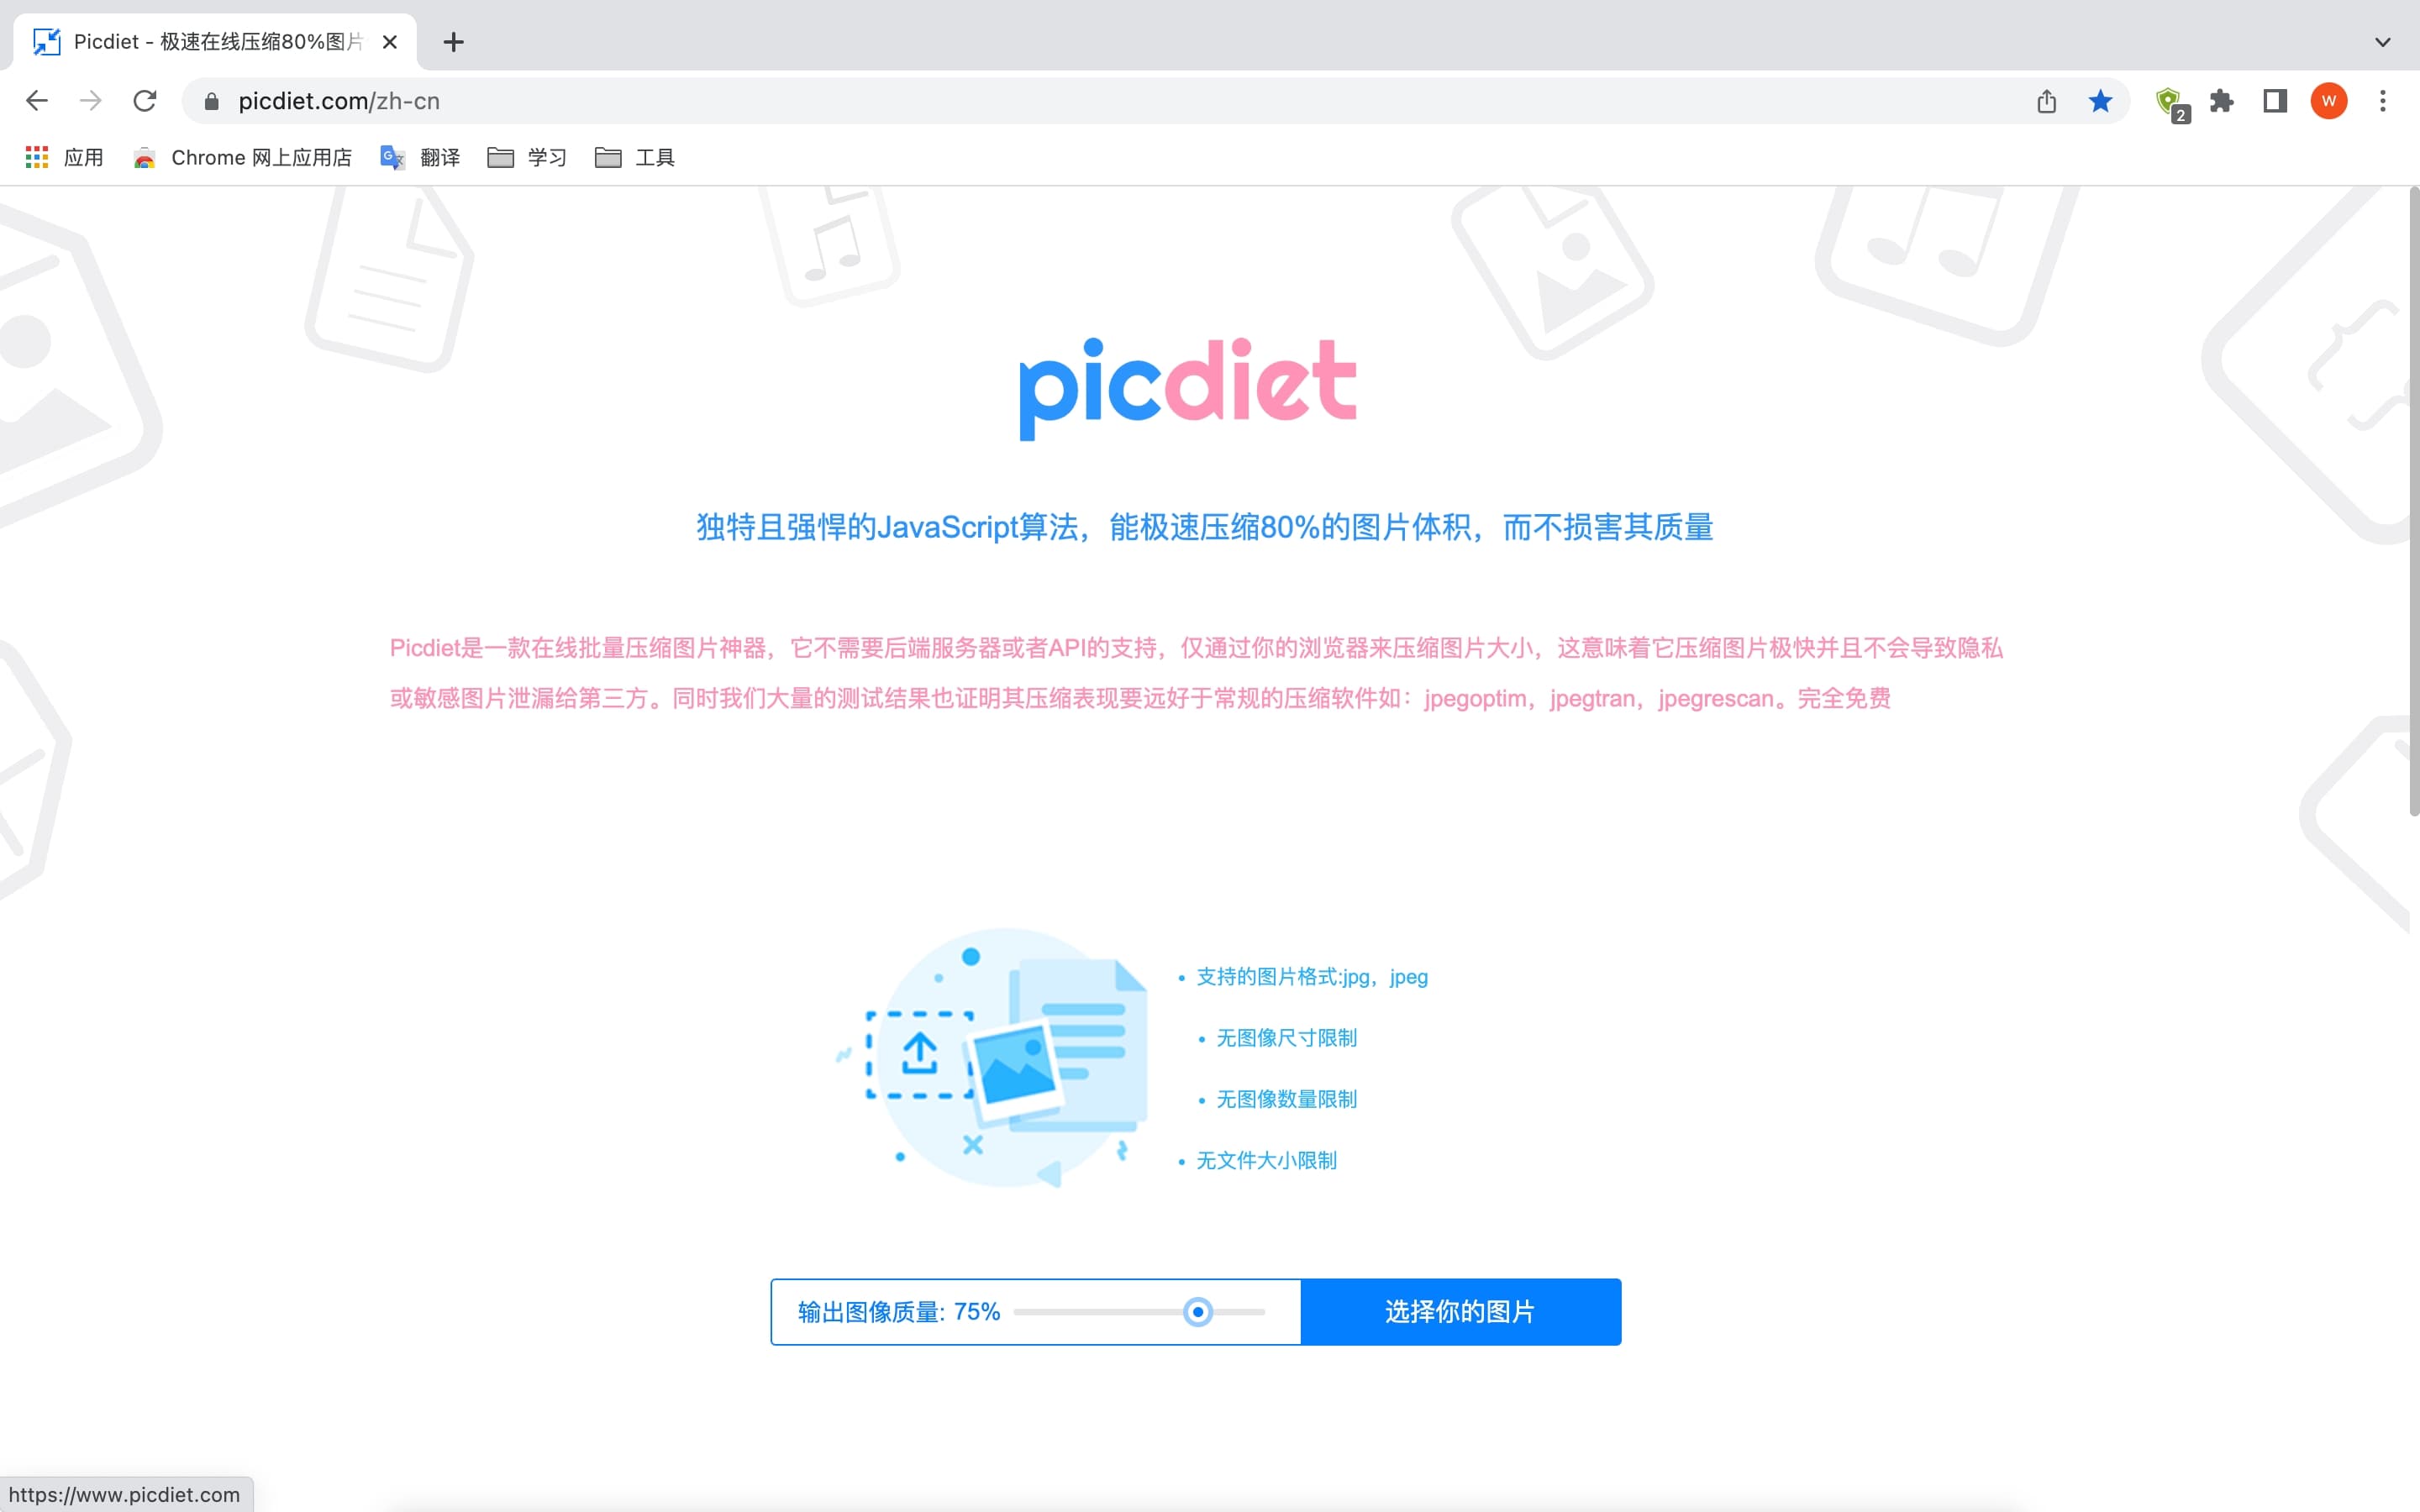 Picdiet - 极速在线压缩80%图片
picdiet.com/zh-cn
2
W
应用
Chrome 网上应用店
翻译
学习
工具
picdiet
独特且强悍的JavaScript算法，能极速压缩80%的图片体积，而不损害其质量
Picdiet是一款在线批量压缩图片神器，它不需要后端服务器或者API的支持，仅通过你的浏览器来压缩图片大小，这意味着它压缩图片极快并且不会导致隐私
或敏感图片泄漏给第三方。同时我们大量的测试结果也证明其压缩表现要远好于常规的压缩软件如：jpegoptim，jpegtran，jpegrescan。完全免费
• 支持的图片格式:jpg，jpeg
• 无图像尺寸限制
• 无图像数量限制
• 无文件大小限制
输出图像质量: 75%
选择你的图片
https://www.picdiet.com